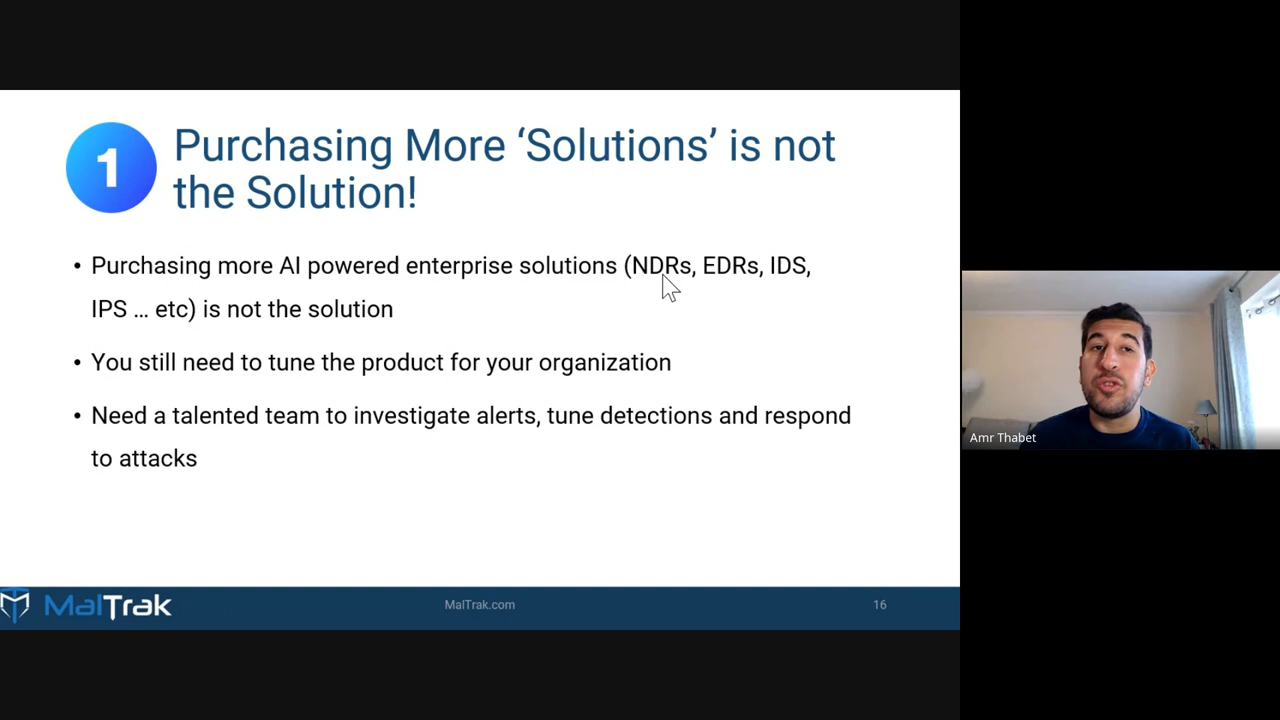 1
Purchasing More ‘Solutions’ is not
the Solution!
• Purchasing more AI powered enterprise solutions (NDRs, EDRs, IDS,
IPS ... etc) is not the solution
• You still need to tune the product for your organization
• Need a talented team to investigate alerts, tune detections and respond
to attacks
MalTrak
MalTrak.com
16
Amr Thabet